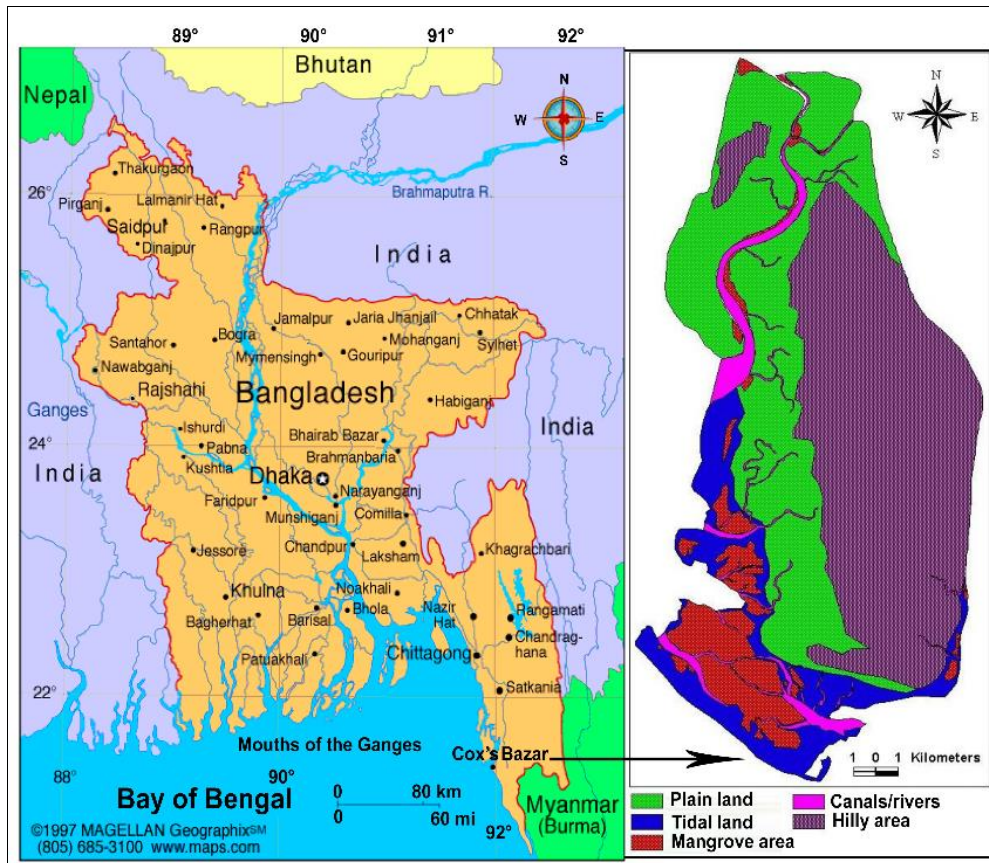 89°
90°
91°
92°
Bhutan
Nepal
N
W
E
S
Thakurgaon
26°
Pirganj
Lalmanir Hat
Brahmaputra R.
Saidpur
Rangpur
Dinajpur
India
Jamalpur
Jaria Jhanjail
Chhatak
Santahor
Bogra
Mohanganj
Sylhet
Mymensingh
Gouripur
Nawabganj
Rajshahi
Bangladesh
Habiganj
Ganges
Ishurdi
Bhairab Bazar
India
24°
Pabna
Brahmanbaria
India
Kushtia
Dhaka
Narayanganj
Faridpur
Munshiganj
Comilla
Jessore
Chandpur
Laksham
Khagrachbari
Khulna
Noakhali
Nazir
Hat
Rangamati
Bagherhat
Barisal
Bhola
Chandrag-
hana
Patuakhali
Chittagong
22°
Satkania
Mouths of the Ganges
Cox's Bazar
88°
90°
Bay of Bengal
0 80 km
0 60 mi
Myanmar
(Burma)
92°
©1997 MAGELLAN Geographix℠
(805) 685-3100 www.maps.com
N
W
E
S
1 0 1 Kilometers
Plain land
Canals/rivers
Tidal land
Hilly area
Mangrove area